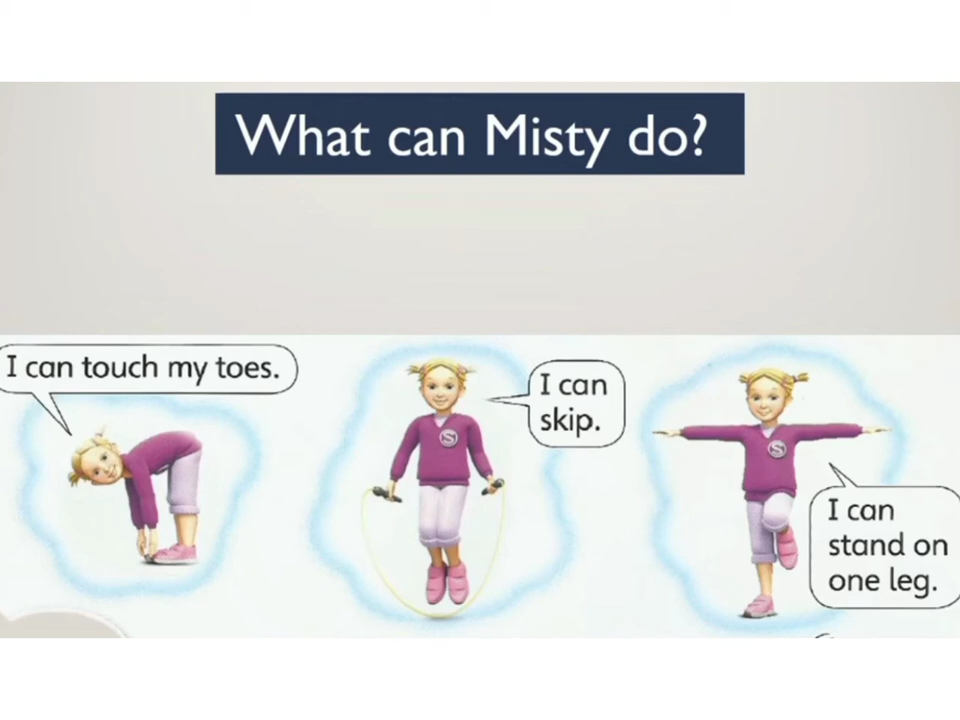 What can Misty do?
I can touch my toes.
I can
skip.
S
S
I can
stand on
one leg.